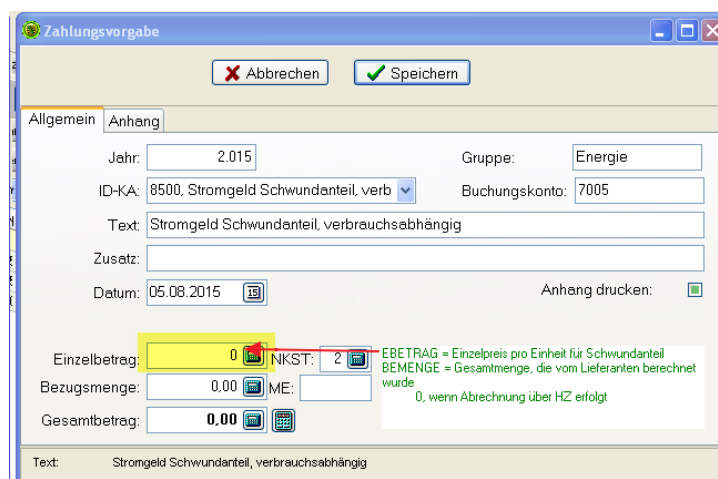 Zahlungsvorgabe
Abbrechen Speichern
Allgemein Anhang
Jahr: 2.015 Gruppe: Energie
ID-KA: 8500, Stromgeld Schwundanteil, verb Buchungskonto: 7005
Text: Stromgeld Schwundanteil, verbrauchsabhängig
Zusatz:
Datum: 05.08.2015 15 Anhang drucken:
Einzelbetrag: 0 NKST: 2 EBETRAG = Einzelpreis pro Einheit für Schwundanteil
BEMENGE = Gesamtmenge, die vom Lieferanten berechnet
Bezugsmenge: 0,00 ME: wurde
0, wenn Abrechnung über HZ erfolgt
Gesamtbetrag: 0,00
Text: Stromgeld Schwundanteil, verbrauchsabhängig